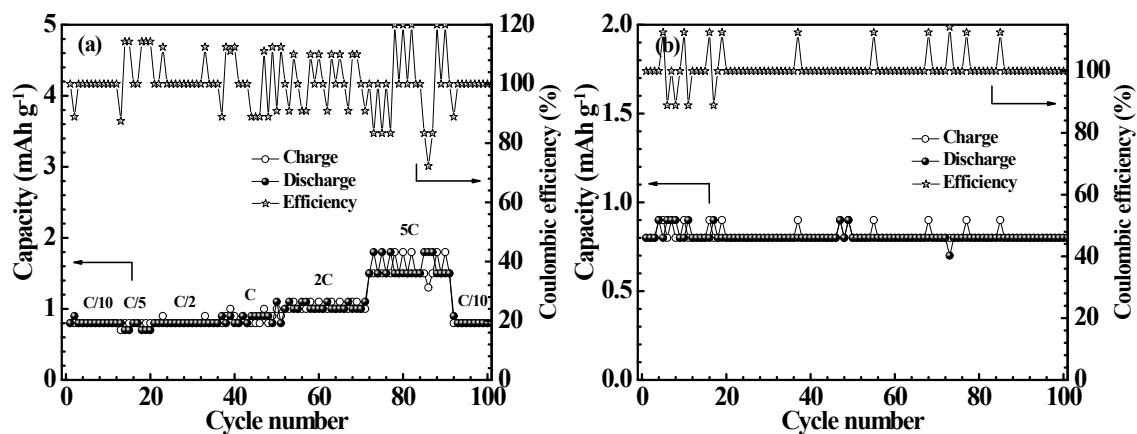 (a)
5
4
3
2
1
0
Capacity (mAh g⁻¹)
0 20 40 60 80 100
Cycle number
120
100
80
60
40
20
0
Coulombic efficiency (%)
Charge
Discharge
Efficiency
C/10 C/5 C/2 C 2C 5C C/10
(b)
2.0
1.5
1.0
0.5
0.0
Capacity (mAh g⁻¹)
0 20 40 60 80 100
Cycle number
100
80
60
40
20
0
Coulombic efficiency (%)
Charge
Discharge
Efficiency